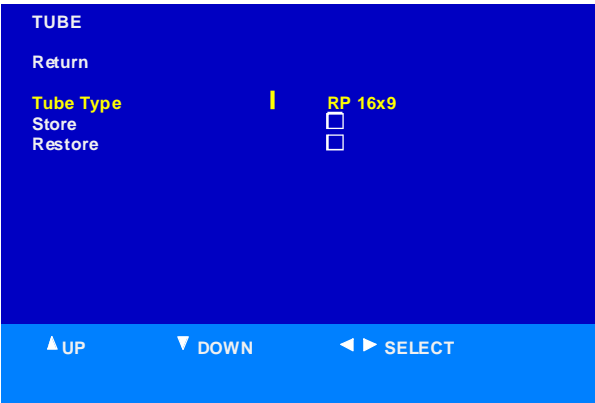 TUBE
Return
Tube Type RP 16x9
Store
Restore
UP DOWN SELECT